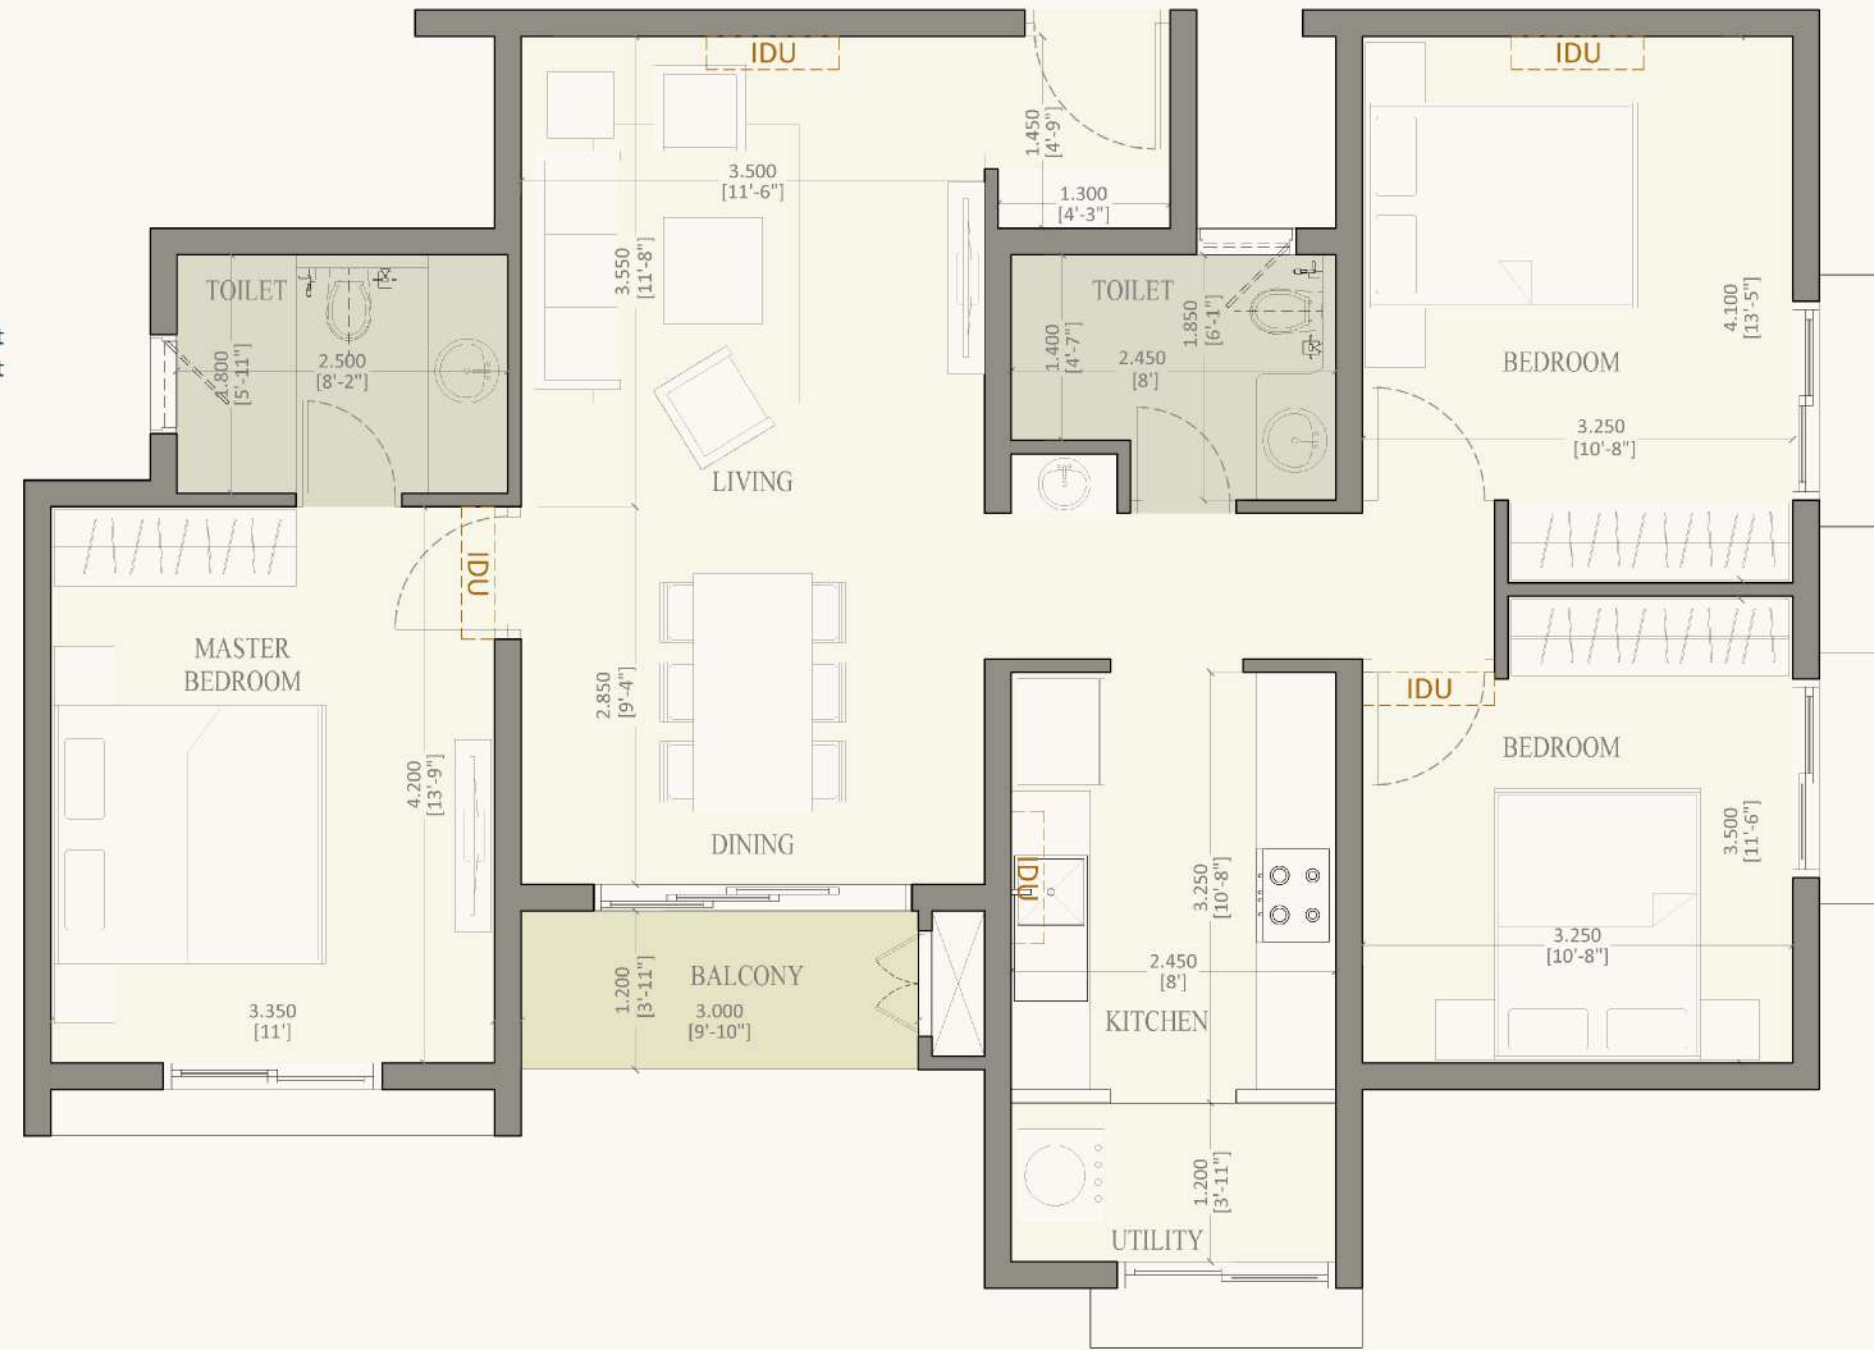 IDU
IDU
1.450
[4'-9"]
3.500
[11'-6"]
1.300
[4'-3"]
3.550
[11'-8"]
TOILET
1.800
[5'-11"]
2.500
[8'-2"]
TOILET
1.850
[6'-1"]
1.400
[4'-7"]
2.450
[8']
4.100
[13'-5"]
BEDROOM
3.250
[10'-8"]
LIVING
IDU
MASTER
BEDROOM
2.850
[9'-4"]
4.200
[13'-9"]
DINING
IDU
BEDROOM
3.500
[11'-6"]
IDU
3.250
[10'-8"]
3.250
[10'-8"]
2.450
[8']
KITCHEN
BALCONY
1.200
[3'-11"]
3.000
[9'-10"]
3.350
[11']
1.200
[3'-11"]
UTILITY